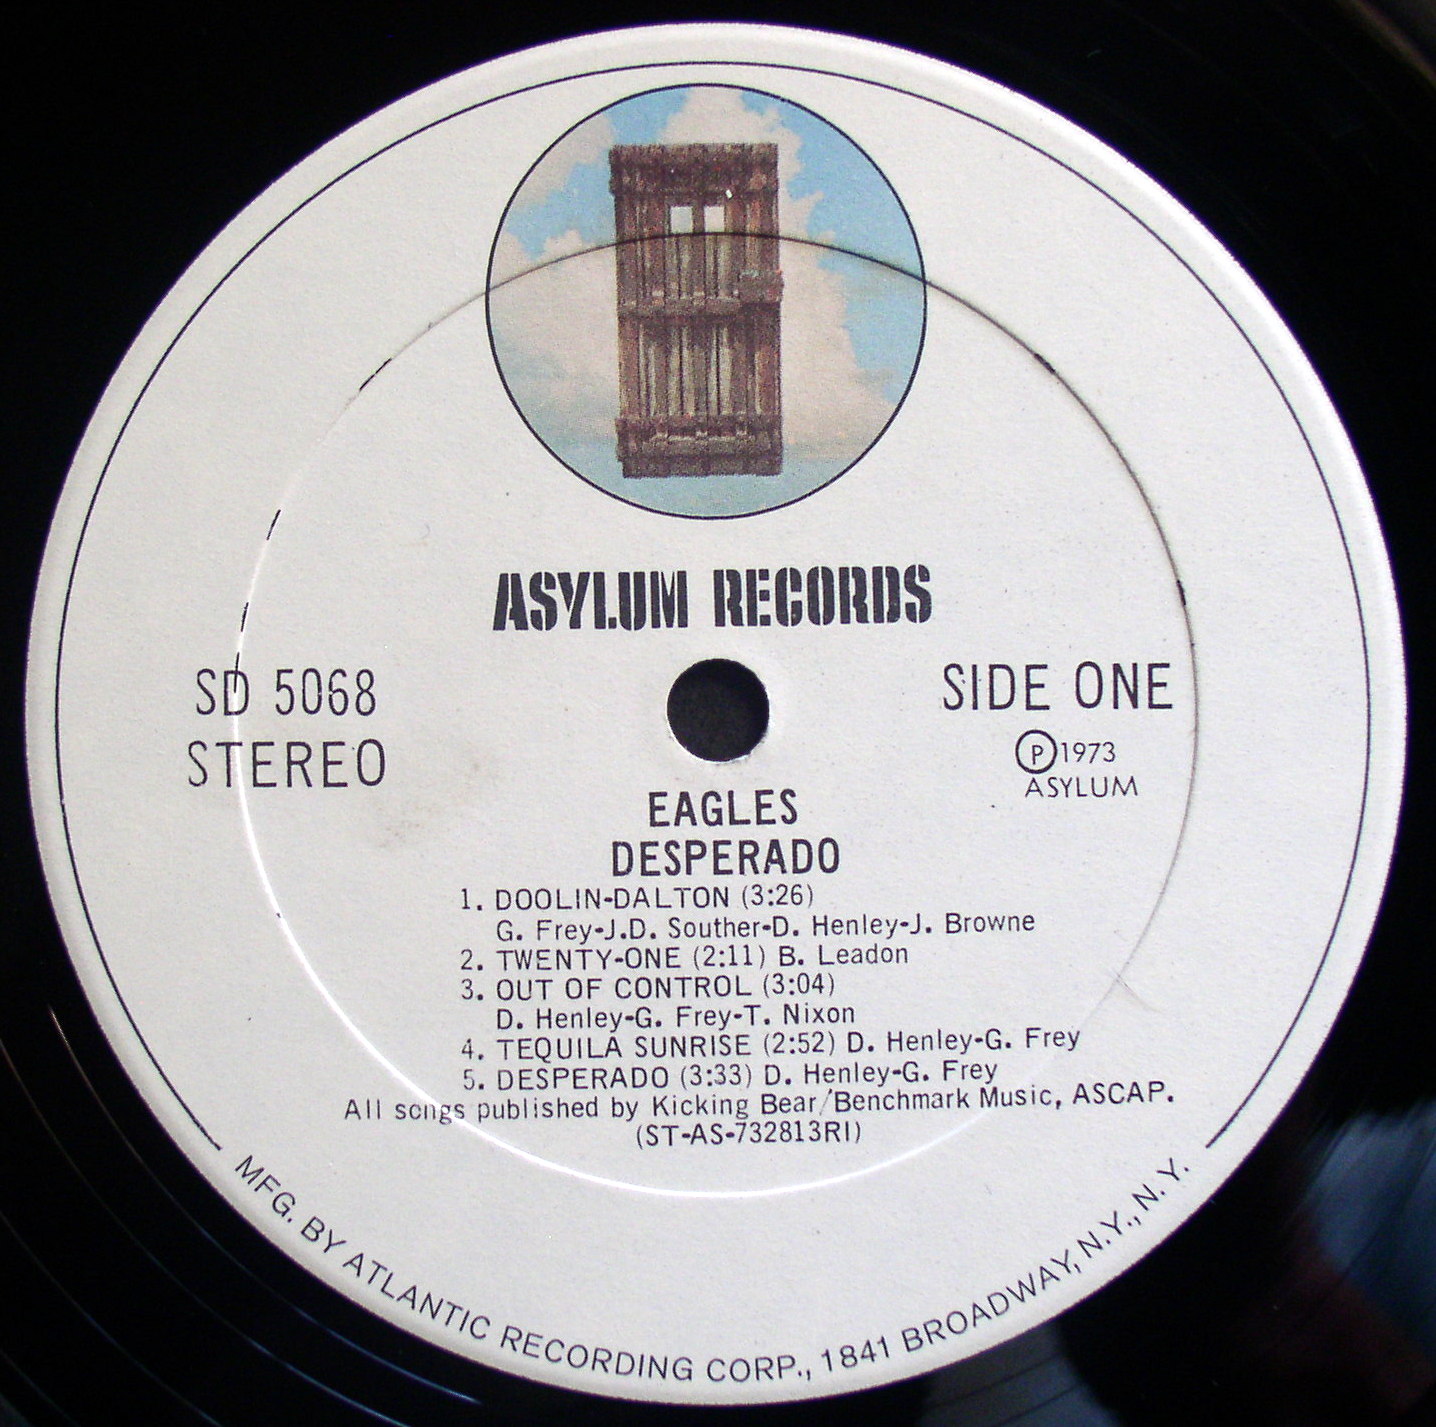 ASYLUM RECORDS
SD 5068
STEREO
SIDE ONE
Ⓟ1973
ASYLUM
EAGLES
DESPERADO
1. DOOLIN-DALTON (3:26)
G. Frey-J.D. Souther-D. Henley-J. Browne
2. TWENTY-ONE (2:11) B. Leadon
3. OUT OF CONTROL (3:04)
D. Henley-G. Frey-T. Nixon
4. TEQUILA SUNRISE (2:52) D. Henley-G. Frey
5. DESPERADO (3:33) D. Henley-G. Frey
All songs published by Kicking Bear/Benchmark Music, ASCAP.
(ST-AS-732813RI)
MFG. BY ATLANTIC RECORDING CORP., 1841 BROADWAY, N.Y., N.Y.